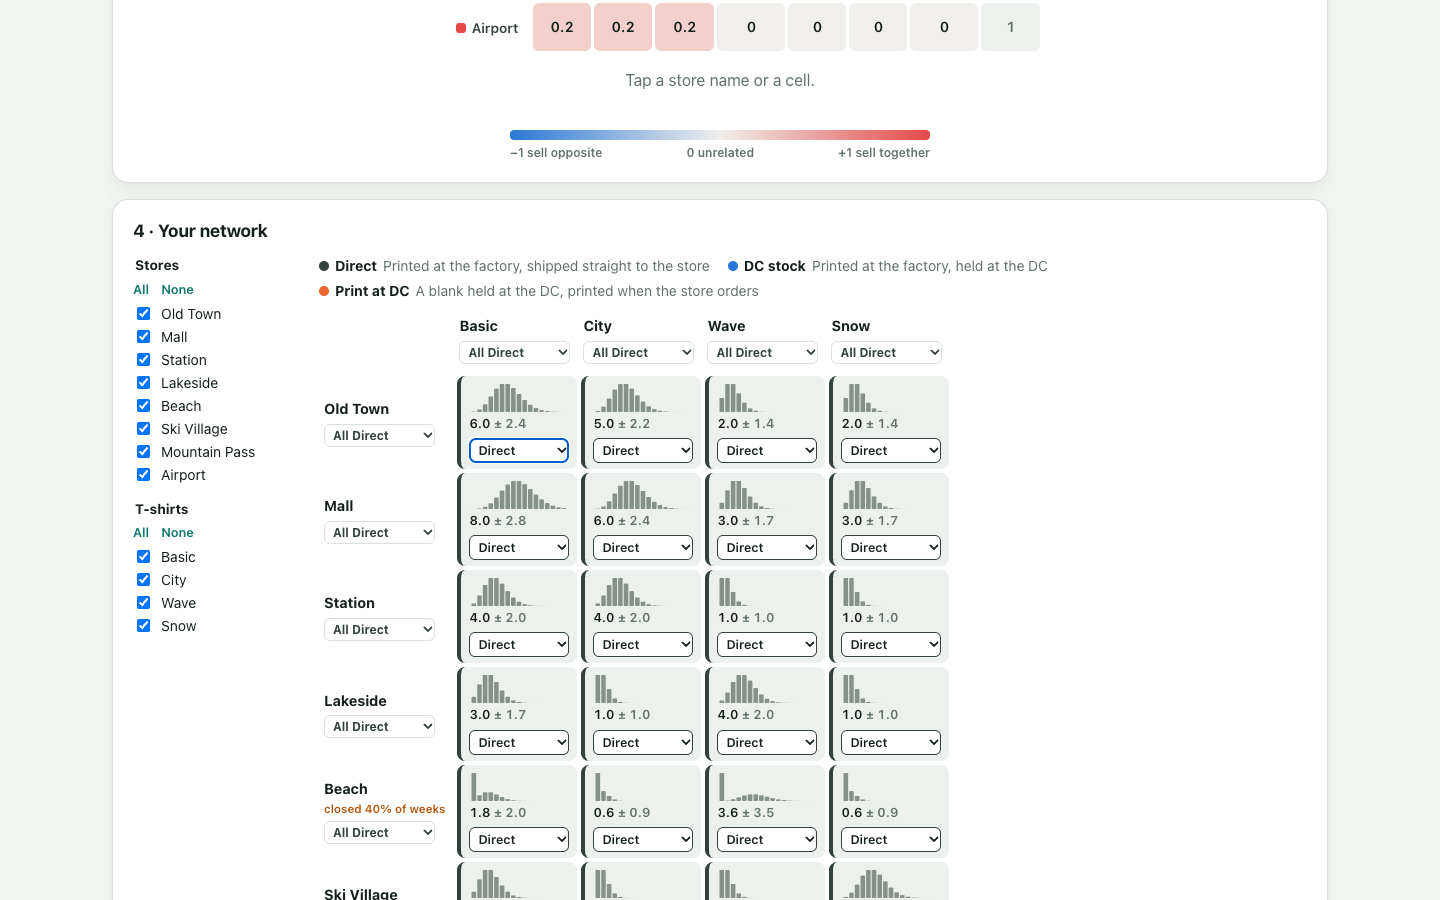 Airport 0.2 0.2 0.2 0 0 0 0 1
Tap a store name or a cell.
−1 sell opposite 0 unrelated +1 sell together
4 · Your network
Stores
All None
Old Town
Mall
Station
Lakeside
Beach
Ski Village
Mountain Pass
Airport
T-shirts
All None
Basic
City
Wave
Snow
Direct Printed at the factory, shipped straight to the store DC stock Printed at the factory, held at the DC
Print at DC A blank held at the DC, printed when the store orders
Basic City Wave Snow
All Direct All Direct All Direct All Direct
Old Town
All Direct
6.0 ± 2.4 5.0 ± 2.2 2.0 ± 1.4 2.0 ± 1.4
Direct Direct Direct Direct
Mall
All Direct
8.0 ± 2.8 6.0 ± 2.4 3.0 ± 1.7 3.0 ± 1.7
Direct Direct Direct Direct
Station
All Direct
4.0 ± 2.0 4.0 ± 2.0 1.0 ± 1.0 1.0 ± 1.0
Direct Direct Direct Direct
Lakeside
All Direct
3.0 ± 1.7 1.0 ± 1.0 4.0 ± 2.0 1.0 ± 1.0
Direct Direct Direct Direct
Beach
closed 40% of weeks
All Direct
1.8 ± 2.0 0.6 ± 0.9 3.6 ± 3.5 0.6 ± 0.9
Direct Direct Direct Direct
Ski Village